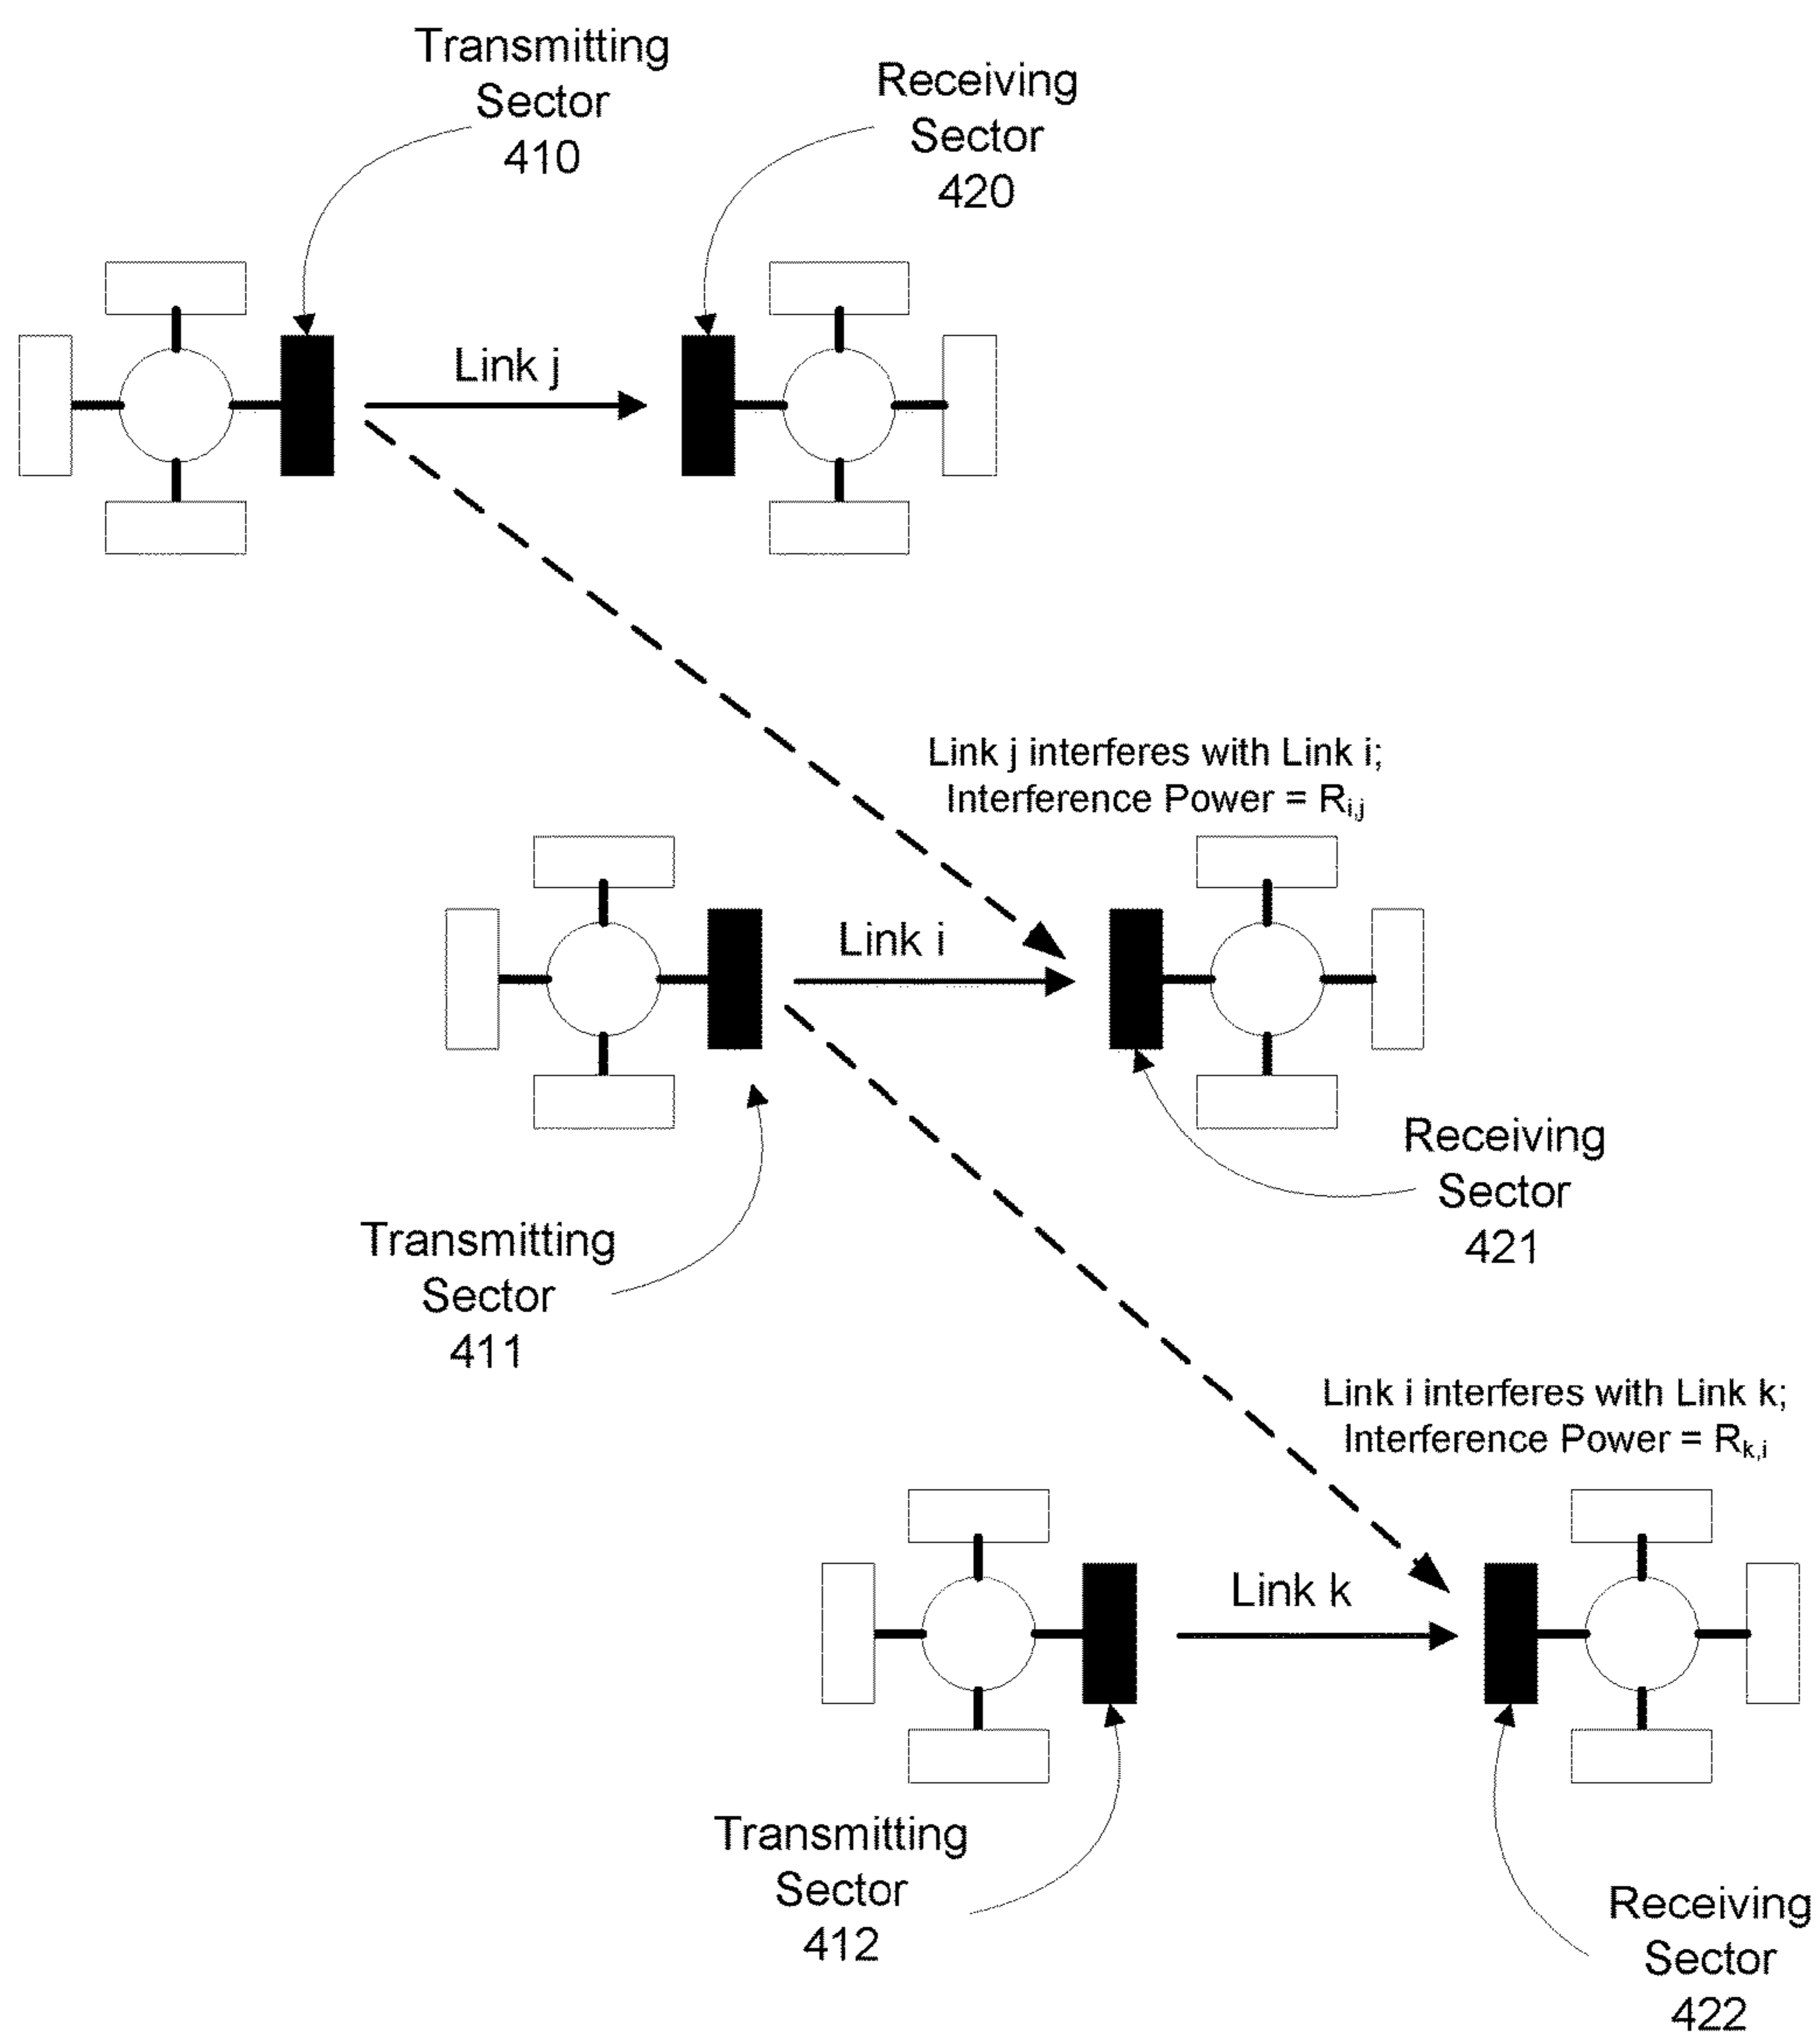 Transmitting
Sector
410
Receiving
Sector
420
Link j
Link j interferes with Link i;
Interference Power = Ri,j
Link i
Receiving
Sector
421
Transmitting
Sector
411
Link i interferes with Link k;
Interference Power = Rk,i
Link k
Transmitting
Sector
412
Receiving
Sector
422